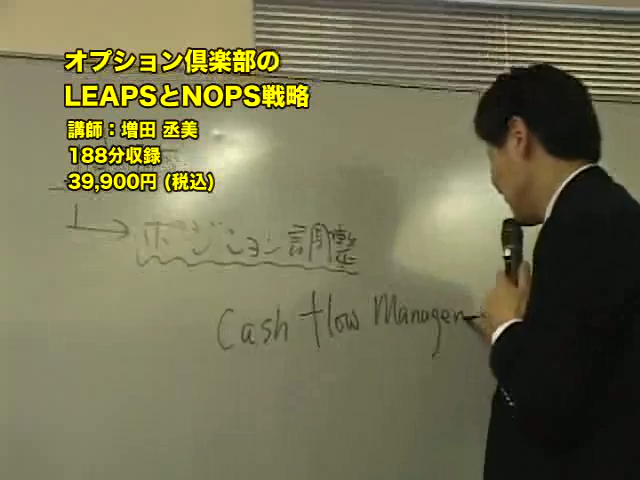 オプション倶楽部の
LEAPSとNOPS戦略
講師：増田 丞美
188分収録
39,900円 (税込)
ポジション調整
Cash flow Managem